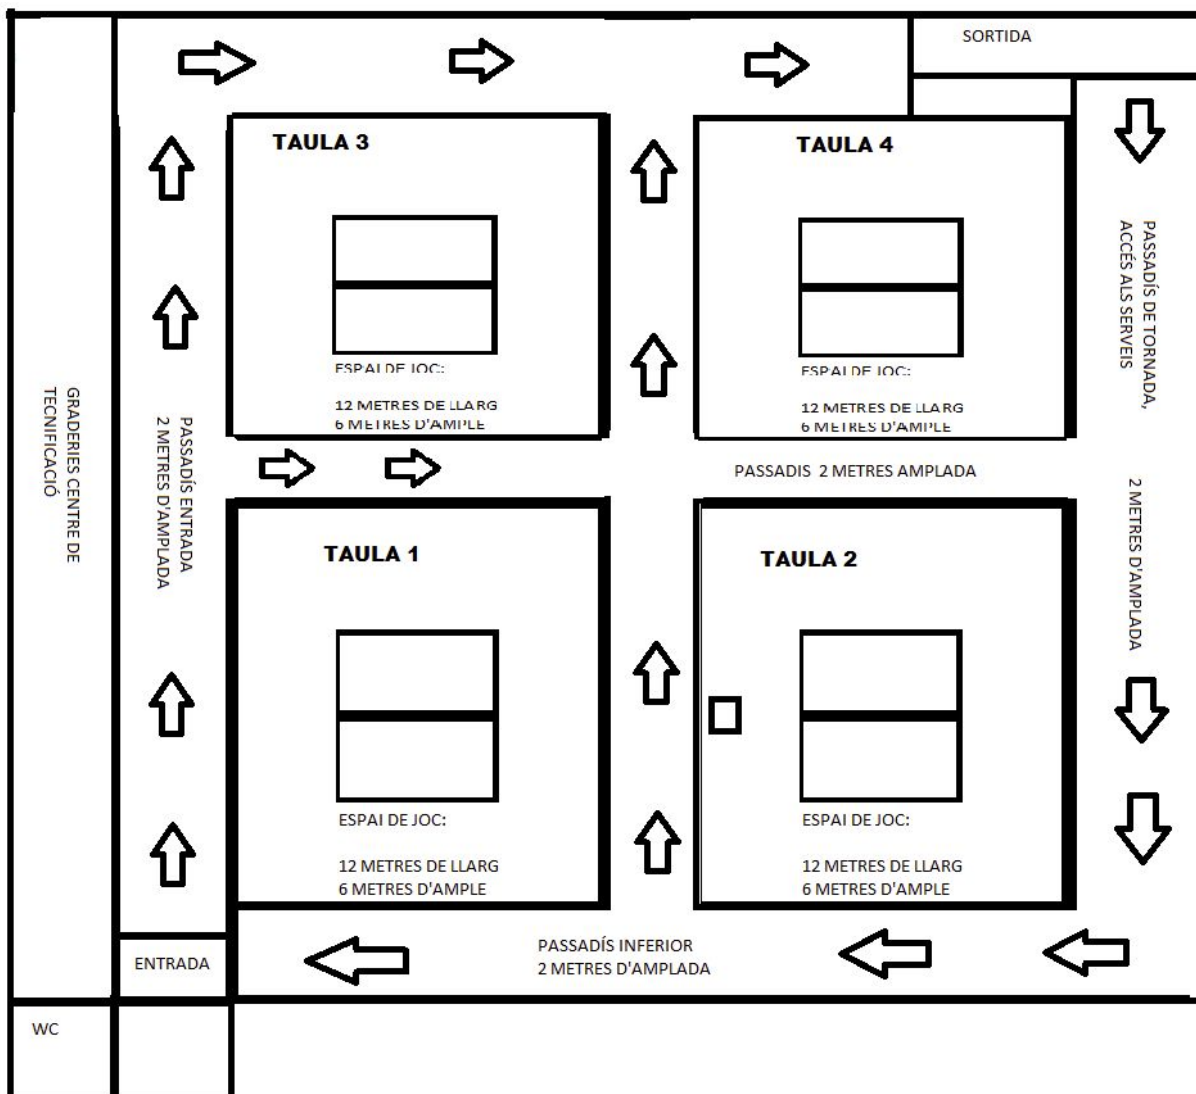 SORTIDA
TAULA 3
TAULA 4
PASSADÍS DE TORNADA,
ACCÉS ALS SERVEIS
ESPAI DE JOC:
12 METRES DE LLARG
6 METRES D'AMPLE
ESPAI DE JOC:
12 METRES DE LLARG
6 METRES D'AMPLE
GRADERIES CENTRE DE
TECNIFICACIÓ
PASSADÍS ENTRADA
2 METRES D'AMPLADA
PASSADIS 2 METRES AMPLADA
2 METRES D'AMPLADA
TAULA 1
TAULA 2
ESPAI DE JOC:
12 METRES DE LLARG
6 METRES D'AMPLE
ESPAI DE JOC:
12 METRES DE LLARG
6 METRES D'AMPLE
ENTRADA
PASSADÍS INFERIOR
2 METRES D'AMPLADA
WC